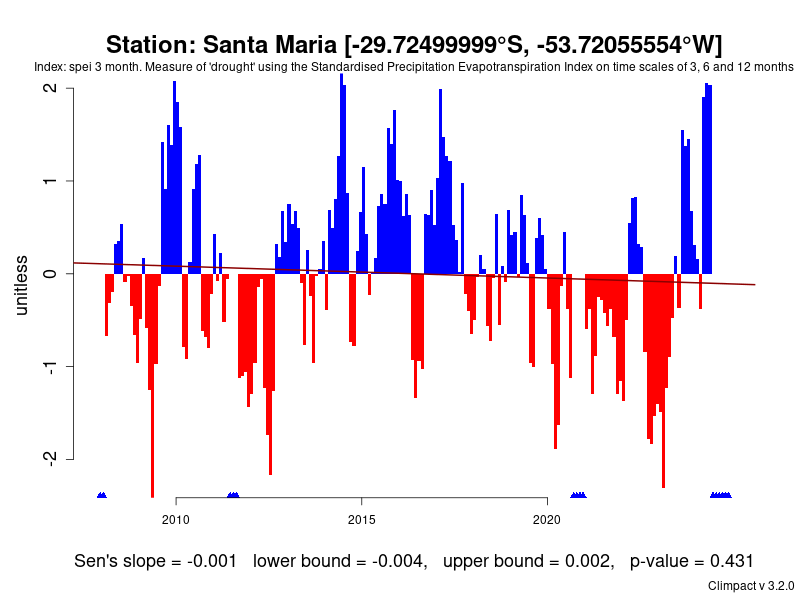 Station: Santa Maria [-29.72499999°S, -53.72055554°W]
Index: spei 3 month. Measure of 'drought' using the Standardised Precipitation Evapotranspiration Index on time scales of 3, 6 and 12 months
2
1
0
-1
-2
unitless
2010 2015 2020
Sen's slope = -0.001 lower bound = -0.004, upper bound = 0.002, p-value = 0.431
Climpact v 3.2.0